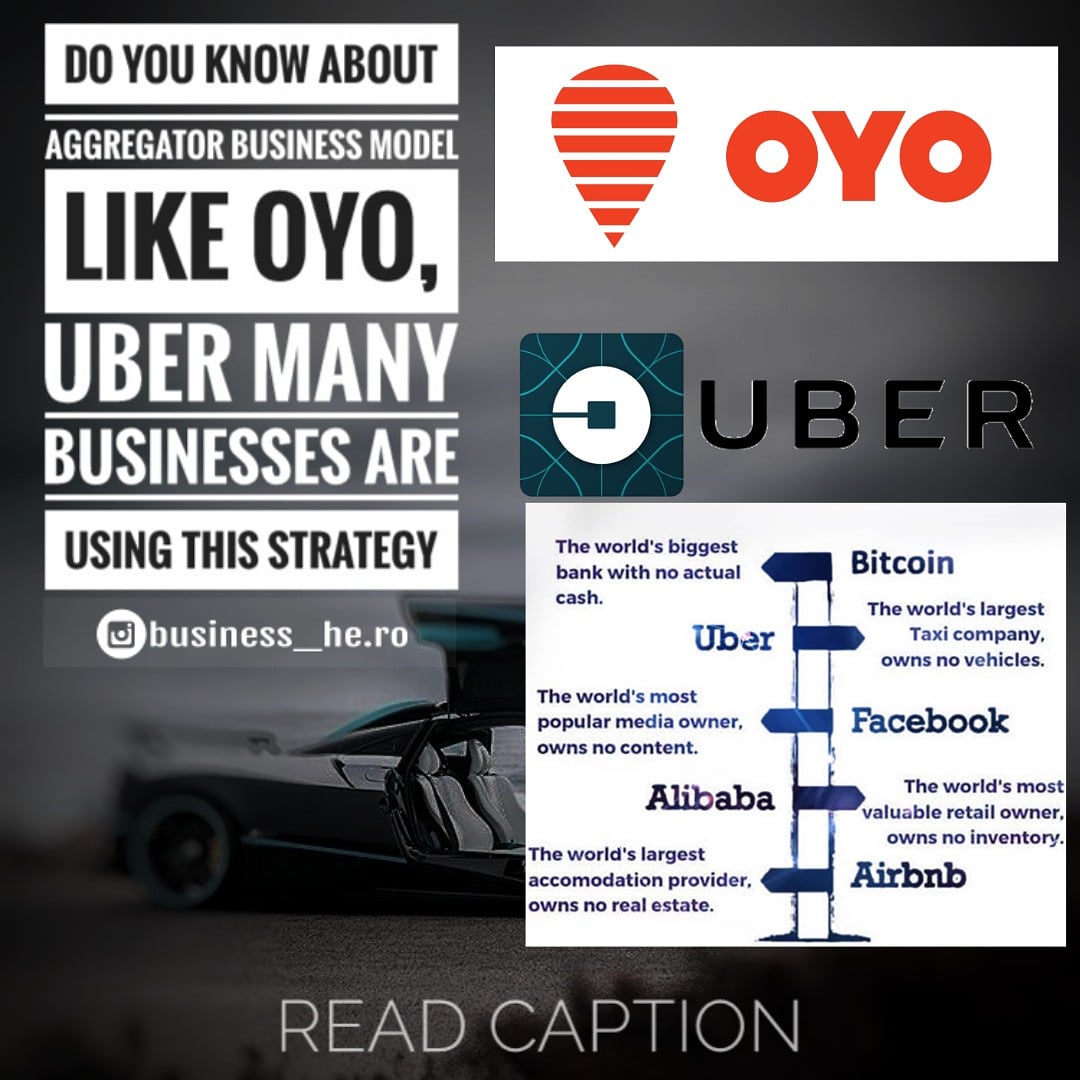 DO YOU KNOW ABOUT
AGGREGATOR BUSINESS MODEL
LIKE OYO,
UBER MANY
BUSINESSES ARE
USING THIS STRATEGY
business__he.ro
OYO
UBER
The world's biggest
bank with no actual
cash.
Bitcoin
Uber
The world's largest
Taxi company,
owns no vehicles.
The world's most
popular media owner,
owns no content.
Facebook
Alibaba
The world's most
valuable retail owner,
owns no inventory.
The world's largest
accomodation provider,
owns no real estate.
Airbnb
READ CAPTION